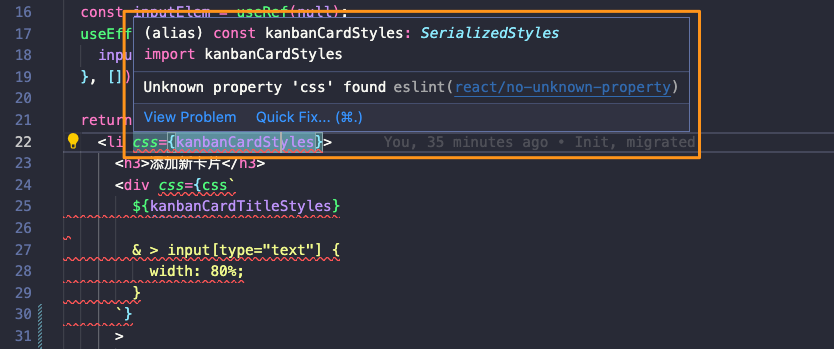 16 const inputElem = useRef(null);
17 useEff
(alias) const kanbanCardStyles: SerializedStyles
18 inpu
import kanbanCardStyles
19 }, [])
Unknown property 'css' found eslint(react/no-unknown-property)
20
View Problem Quick Fix... (⌘.)
21 return
22 <li css={kanbanCardStyles}> You, 35 minutes ago • Init, migrated
23 <h3>添加新卡片</h3>
24 <div css={css`
25 ${kanbanCardTitleStyles}
26
27 & > input[type="text"] {
28 width: 80%;
29 }
30 `}
31 >